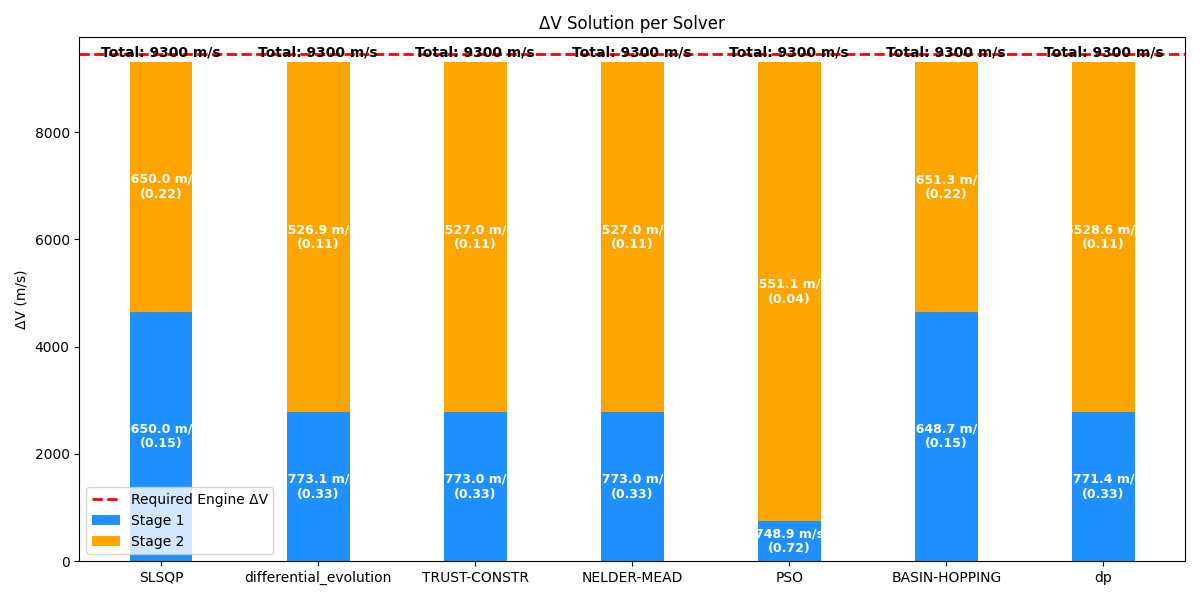 ΔV Solution per Solver
Total: 9300 m/s
Total: 9300 m/s
Total: 9300 m/s
Total: 9300 m/s
Total: 9300 m/s
Total: 9300 m/s
Total: 9300 m/s
ΔV (m/s)
8000
6000
4000
2000
0
650.0 m/
(0.22)
526.9 m/
(0.11)
527.0 m/
(0.11)
527.0 m/
(0.11)
551.1 m/
(0.04)
651.3 m/
(0.22)
528.6 m/
(0.11)
650.0 m/
(0.15)
773.1 m/
(0.33)
773.0 m/
(0.33)
773.0 m/
(0.33)
748.9 m/s
(0.72)
648.7 m/
(0.15)
771.4 m/
(0.33)
Required Engine ΔV
Stage 1
Stage 2
SLSQP
differential_evolution
TRUST-CONSTR
NELDER-MEAD
PSO
BASIN-HOPPING
dp